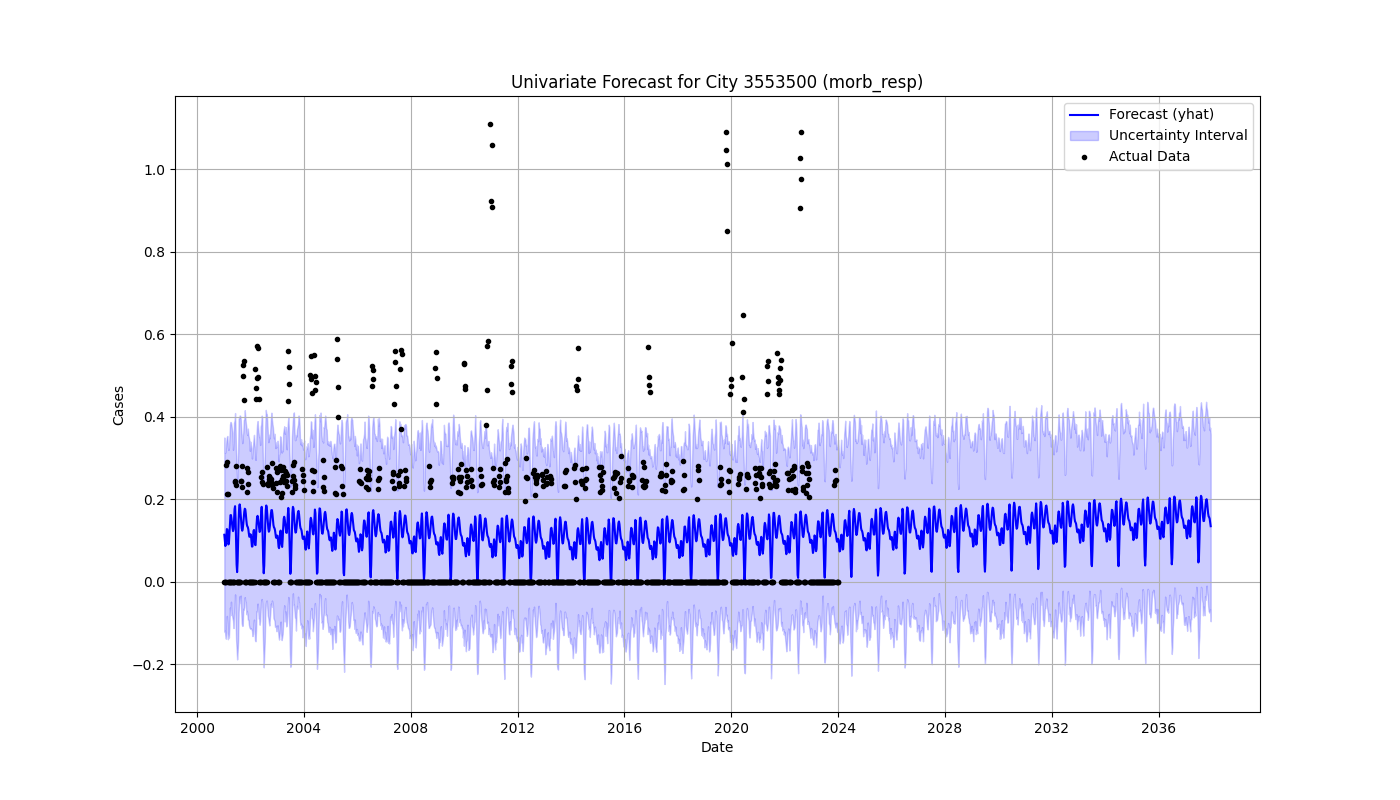 Univariate Forecast for City 3553500 (morb_resp)
Forecast (yhat)
Uncertainty Interval
Actual Data
1.0
0.8
0.6
0.4
0.2
0.0
−0.2
Cases
2000 2004 2008 2012 2016 2020 2024 2028 2032 2036
Date